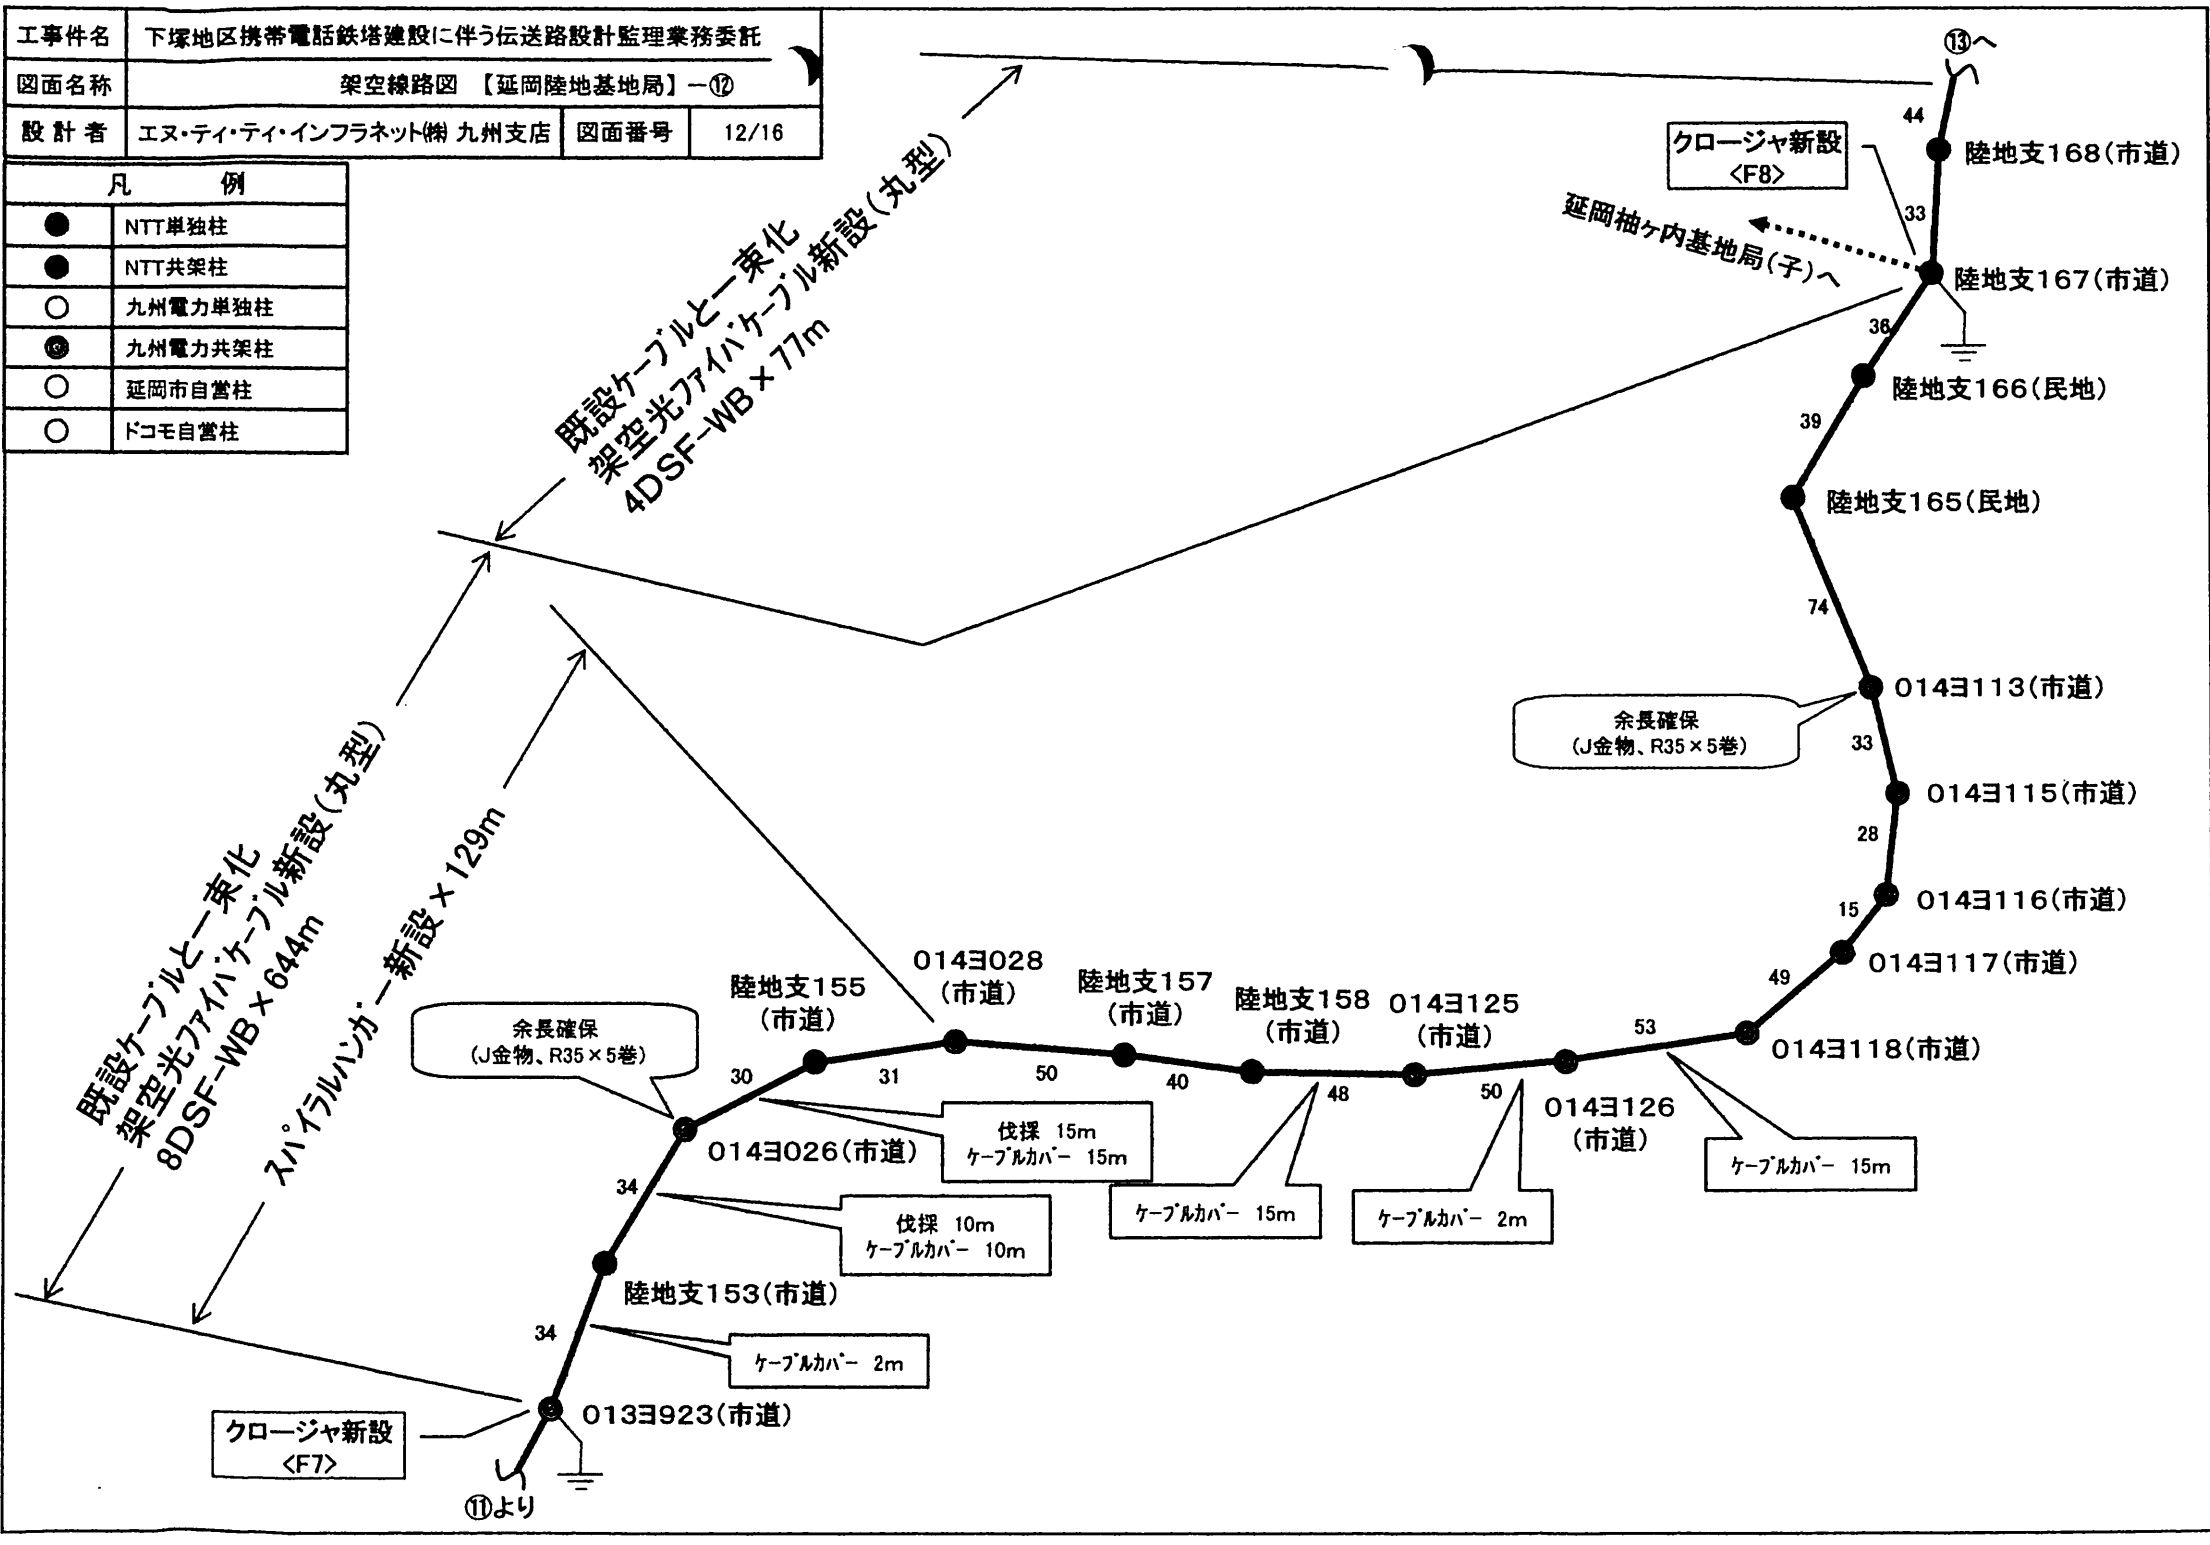 工事件名 下塚地区携帯電話鉄塔建設に伴う伝送路設計監理業務委託
図面名称 架空線路図 【延岡陸地基地局】－⑫
設計者 エヌ・ティ・ティ・インフラネット㈱ 九州支店 図面番号 12/16
凡 例
NTT単独柱
NTT共架柱
九州電力単独柱
九州電力共架柱
延岡市自営柱
ドコモ自営柱
⑬へ
44
クロージャ新設
<F8>
陸地支168(市道)
33
延岡袖ヶ内基地局(子)へ
陸地支167(市道)
36
陸地支166(民地)
39
陸地支165(民地)
74
既設ケーブルと一束化
架空光ファイバケーブル新設(丸型)
4DSF-WB×77m
014ヨ113(市道)
余長確保
(J金物、R35×5巻)
33
014ヨ115(市道)
28
014ヨ116(市道)
15
014ヨ117(市道)
49
014ヨ118(市道)
53
既設ケーブルと一束化
架空光ファイバケーブル新設(丸型)
8DSF-WB×644m
スパイラルハンガー新設×129m
陸地支155
(市道)
014ヨ028
(市道)
陸地支157
(市道)
陸地支158
(市道)
014ヨ125
(市道)
余長確保
(J金物、R35×5巻)
30
31
50
40
48
50
014ヨ126
(市道)
014ヨ026(市道)
伐採 15m
ケーブルカバー 15m
ケーブルカバー 15m
ケーブルカバー 2m
ケーブルカバー 15m
34
伐採 10m
ケーブルカバー 10m
陸地支153(市道)
34
ケーブルカバー 2m
013ヨ923(市道)
クロージャ新設
<F7>
⑪より